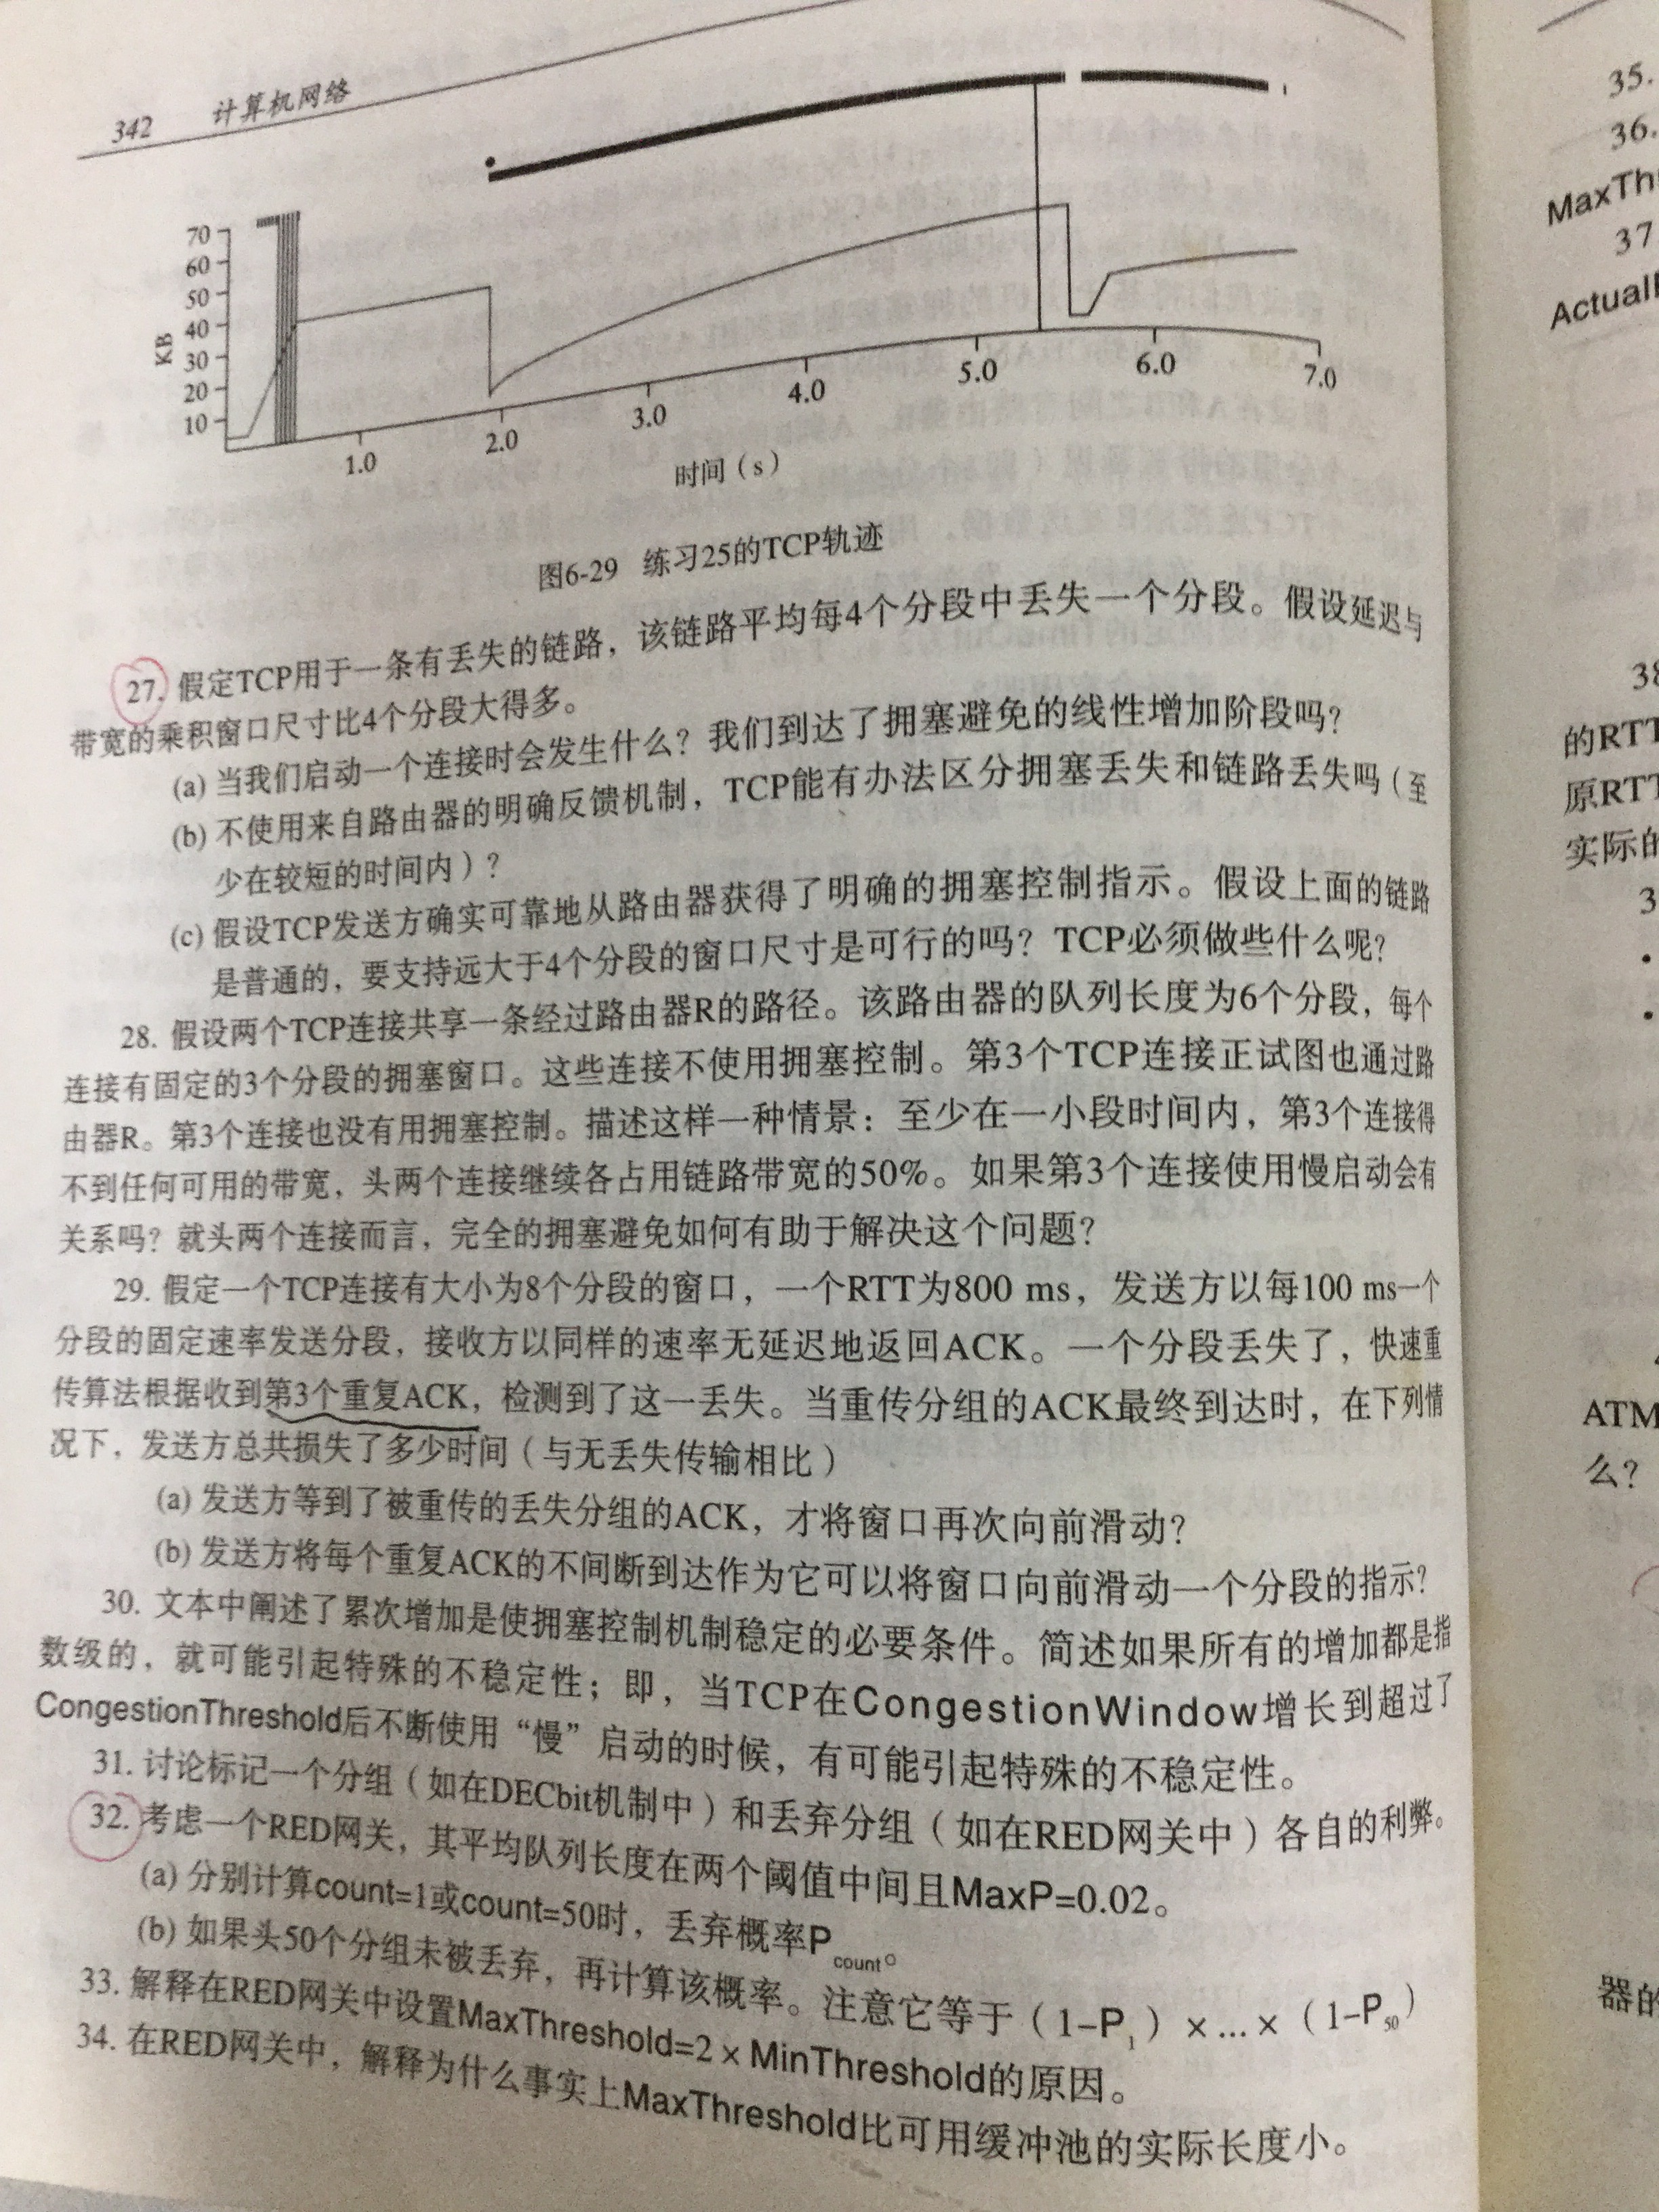 342 计算机网络
70
60
50
40
30
20
10
KB
1.0
2.0
3.0
4.0
5.0
6.0
7.0
时间（s）
图6-29 练习25的TCP轨迹
27. 假定TCP用于一条有丢失的链路，该链路平均每4个分段中丢失一个分段。假设延迟与
带宽的乘积窗口尺寸比4个分段大得多。
(a) 当我们启动一个连接时会发生什么？我们到达了拥塞避免的线性增加阶段吗？
(b) 不使用来自路由器的明确反馈机制，TCP能有办法区分拥塞丢失和链路丢失吗（至
少在较短的时间内）？
(c) 假设TCP发送方确实可靠地从路由器获得了明确的拥塞控制指示。假设上面的链路
是普通的，要支持远大于4个分段的窗口尺寸是可行的吗？TCP必须做些什么呢？
28. 假设两个TCP连接共享一条经过路由器R的路径。该路由器的队列长度为6个分段，每个
连接有固定的3个分段的拥塞窗口。这些连接不使用拥塞控制。第3个TCP连接正试图也通过路
由器R。第3个连接也没有用拥塞控制。描述这样一种情景：至少在一小段时间内，第3个连接得
不到任何可用的带宽，头两个连接继续各占用链路带宽的50%。如果第3个连接使用慢启动会有
关系吗？就头两个连接而言，完全的拥塞避免如何有助于解决这个问题？
29. 假定一个TCP连接有大小为8个分段的窗口，一个RTT为800 ms，发送方以每100 ms一个
分段的固定速率发送分段，接收方以同样的速率无延迟地返回ACK。一个分段丢失了，快速重
传算法根据收到第3个重复ACK，检测到了这一丢失。当重传分组的ACK最终到达时，在下列情
况下，发送方总共损失了多少时间（与无丢失传输相比）
(a) 发送方等到了被重传的丢失分组的ACK，才将窗口再次向前滑动？
(b) 发送方将每个重复ACK的不间断到达作为它可以将窗口向前滑动一个分段的指示？
30. 文本中阐述了累次增加是使拥塞控制机制稳定的必要条件。简述如果所有的增加都是指
数级的，就可能引起特殊的不稳定性；即，当TCP在CongestionWindow增长到超过了
CongestionThreshold后不断使用“慢”启动的时候，有可能引起特殊的不稳定性。
31. 讨论标记一个分组（如在DECbit机制中）和丢弃分组（如在RED网关中）各自的利弊。
32. 考虑一个RED网关，其平均队列长度在两个阈值中间且MaxP=0.02。
(a) 分别计算count=1或count=50时，丢弃概率Pcount。
(b) 如果头50个分组未被丢弃，再计算该概率。注意它等于（1-P1）×...×（1-P50）
33. 解释在RED网关中设置MaxThreshold=2×MinThreshold的原因。
34. 在RED网关中，解释为什么事实上MaxThreshold比可用缓冲池的实际长度小。
35.
36.
MaxThr
37
ActualI
38
的RTT
原RTT
实际的
3
ATM
么？
器的